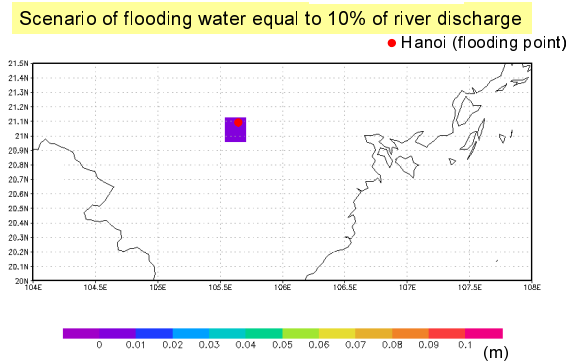 Scenario of flooding water equal to 10% of river discharge
Hanoi (flooding point)
21.5N
21.4N
21.3N
21.2N
21.1N
21N
20.9N
20.8N
20.7N
20.6N
20.5N
20.4N
20.3N
20.2N
20.1N
20N
104E 104.5E 105E 105.5E 106E 106.5E 107E 107.5E 108E
0 0.01 0.02 0.03 0.04 0.05 0.06 0.07 0.08 0.09 0.1
(m)